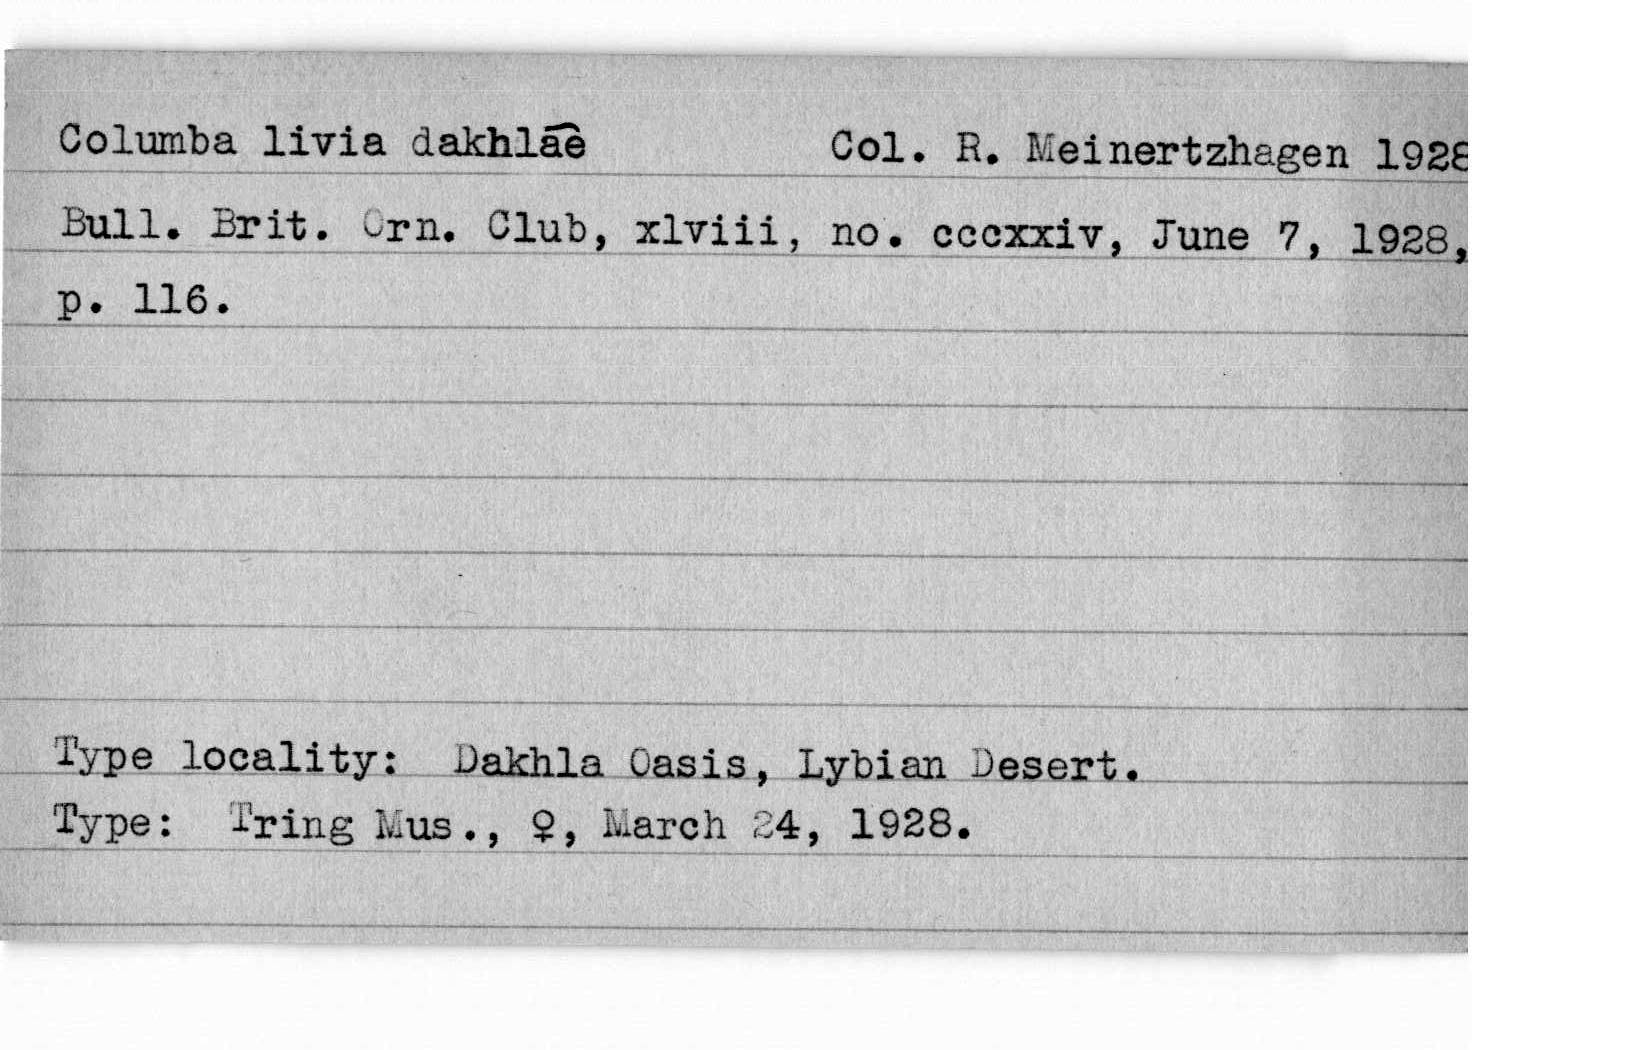 Columba livia dakhlae Col. R. Meinertzhagen 1928
Bull. Brit. Orn. Club, xlviii, no. cccxxiv, June 7, 1928,
p. 116.
Type locality: Dakhla Oasis, Lybian Desert.
Type: Tring Mus., ♀, March 24, 1928.